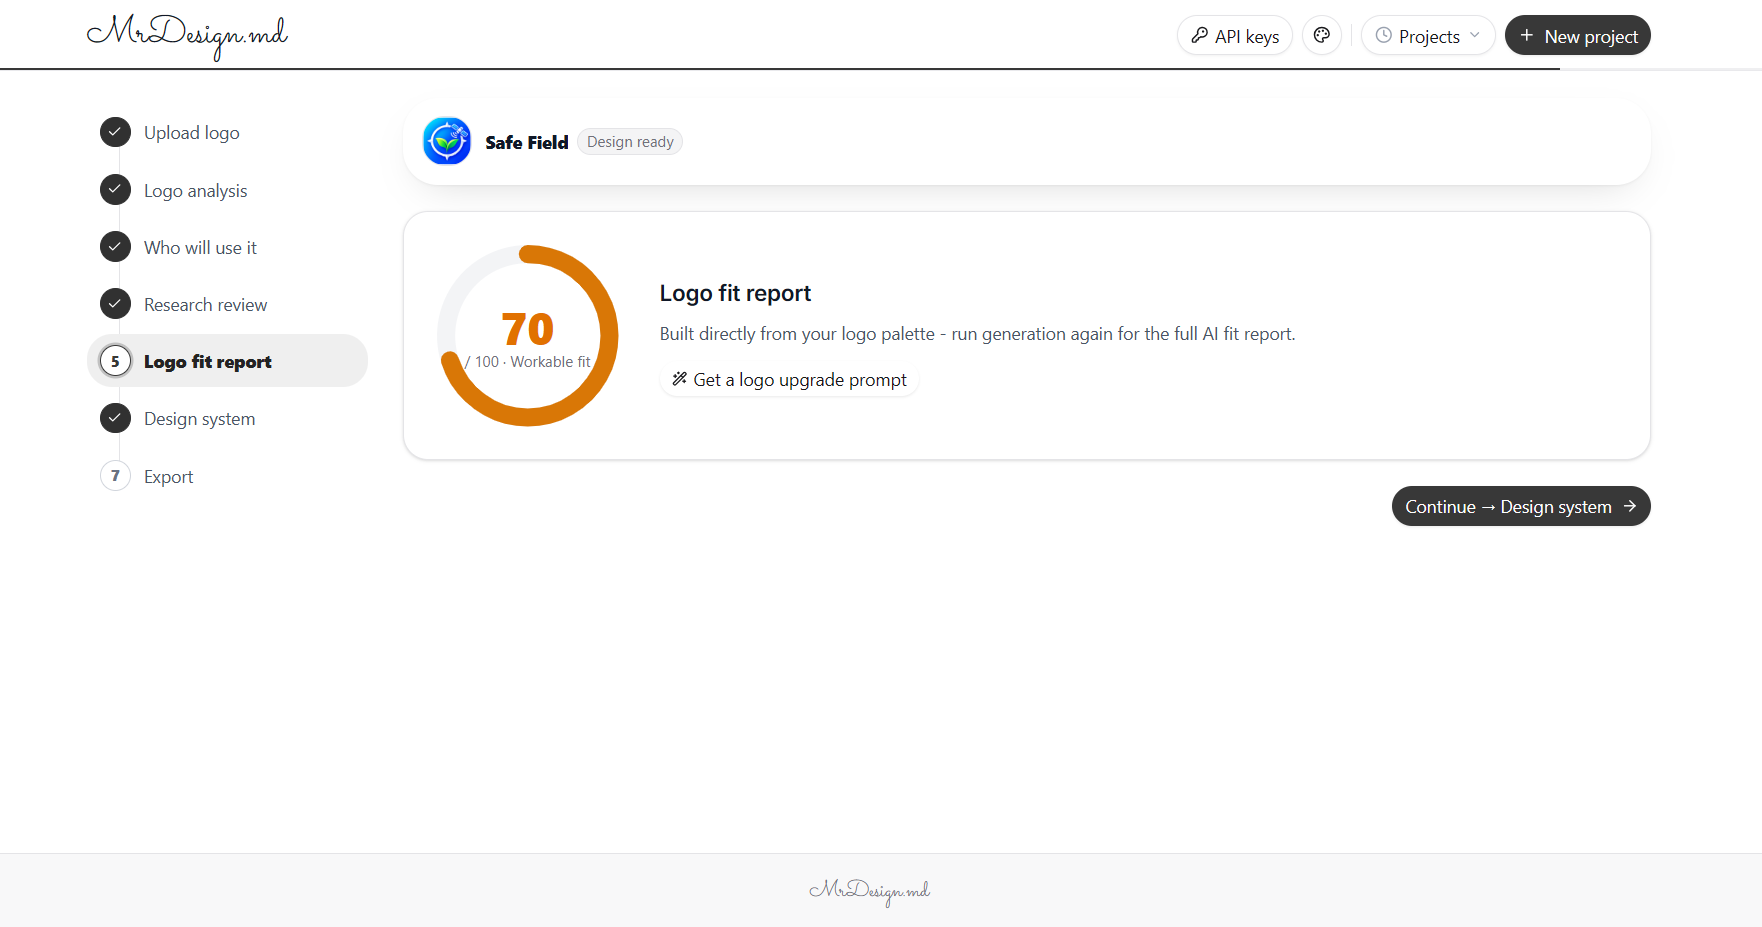 MrDesign.md
API keys
Projects
New project
Upload logo
Logo analysis
Who will use it
Research review
5
Logo fit report
Design system
7
Export
Safe Field
Design ready
70
/ 100 · Workable fit
Logo fit report
Built directly from your logo palette - run generation again for the full AI fit report.
Get a logo upgrade prompt
Continue → Design system →
MrDesign.md